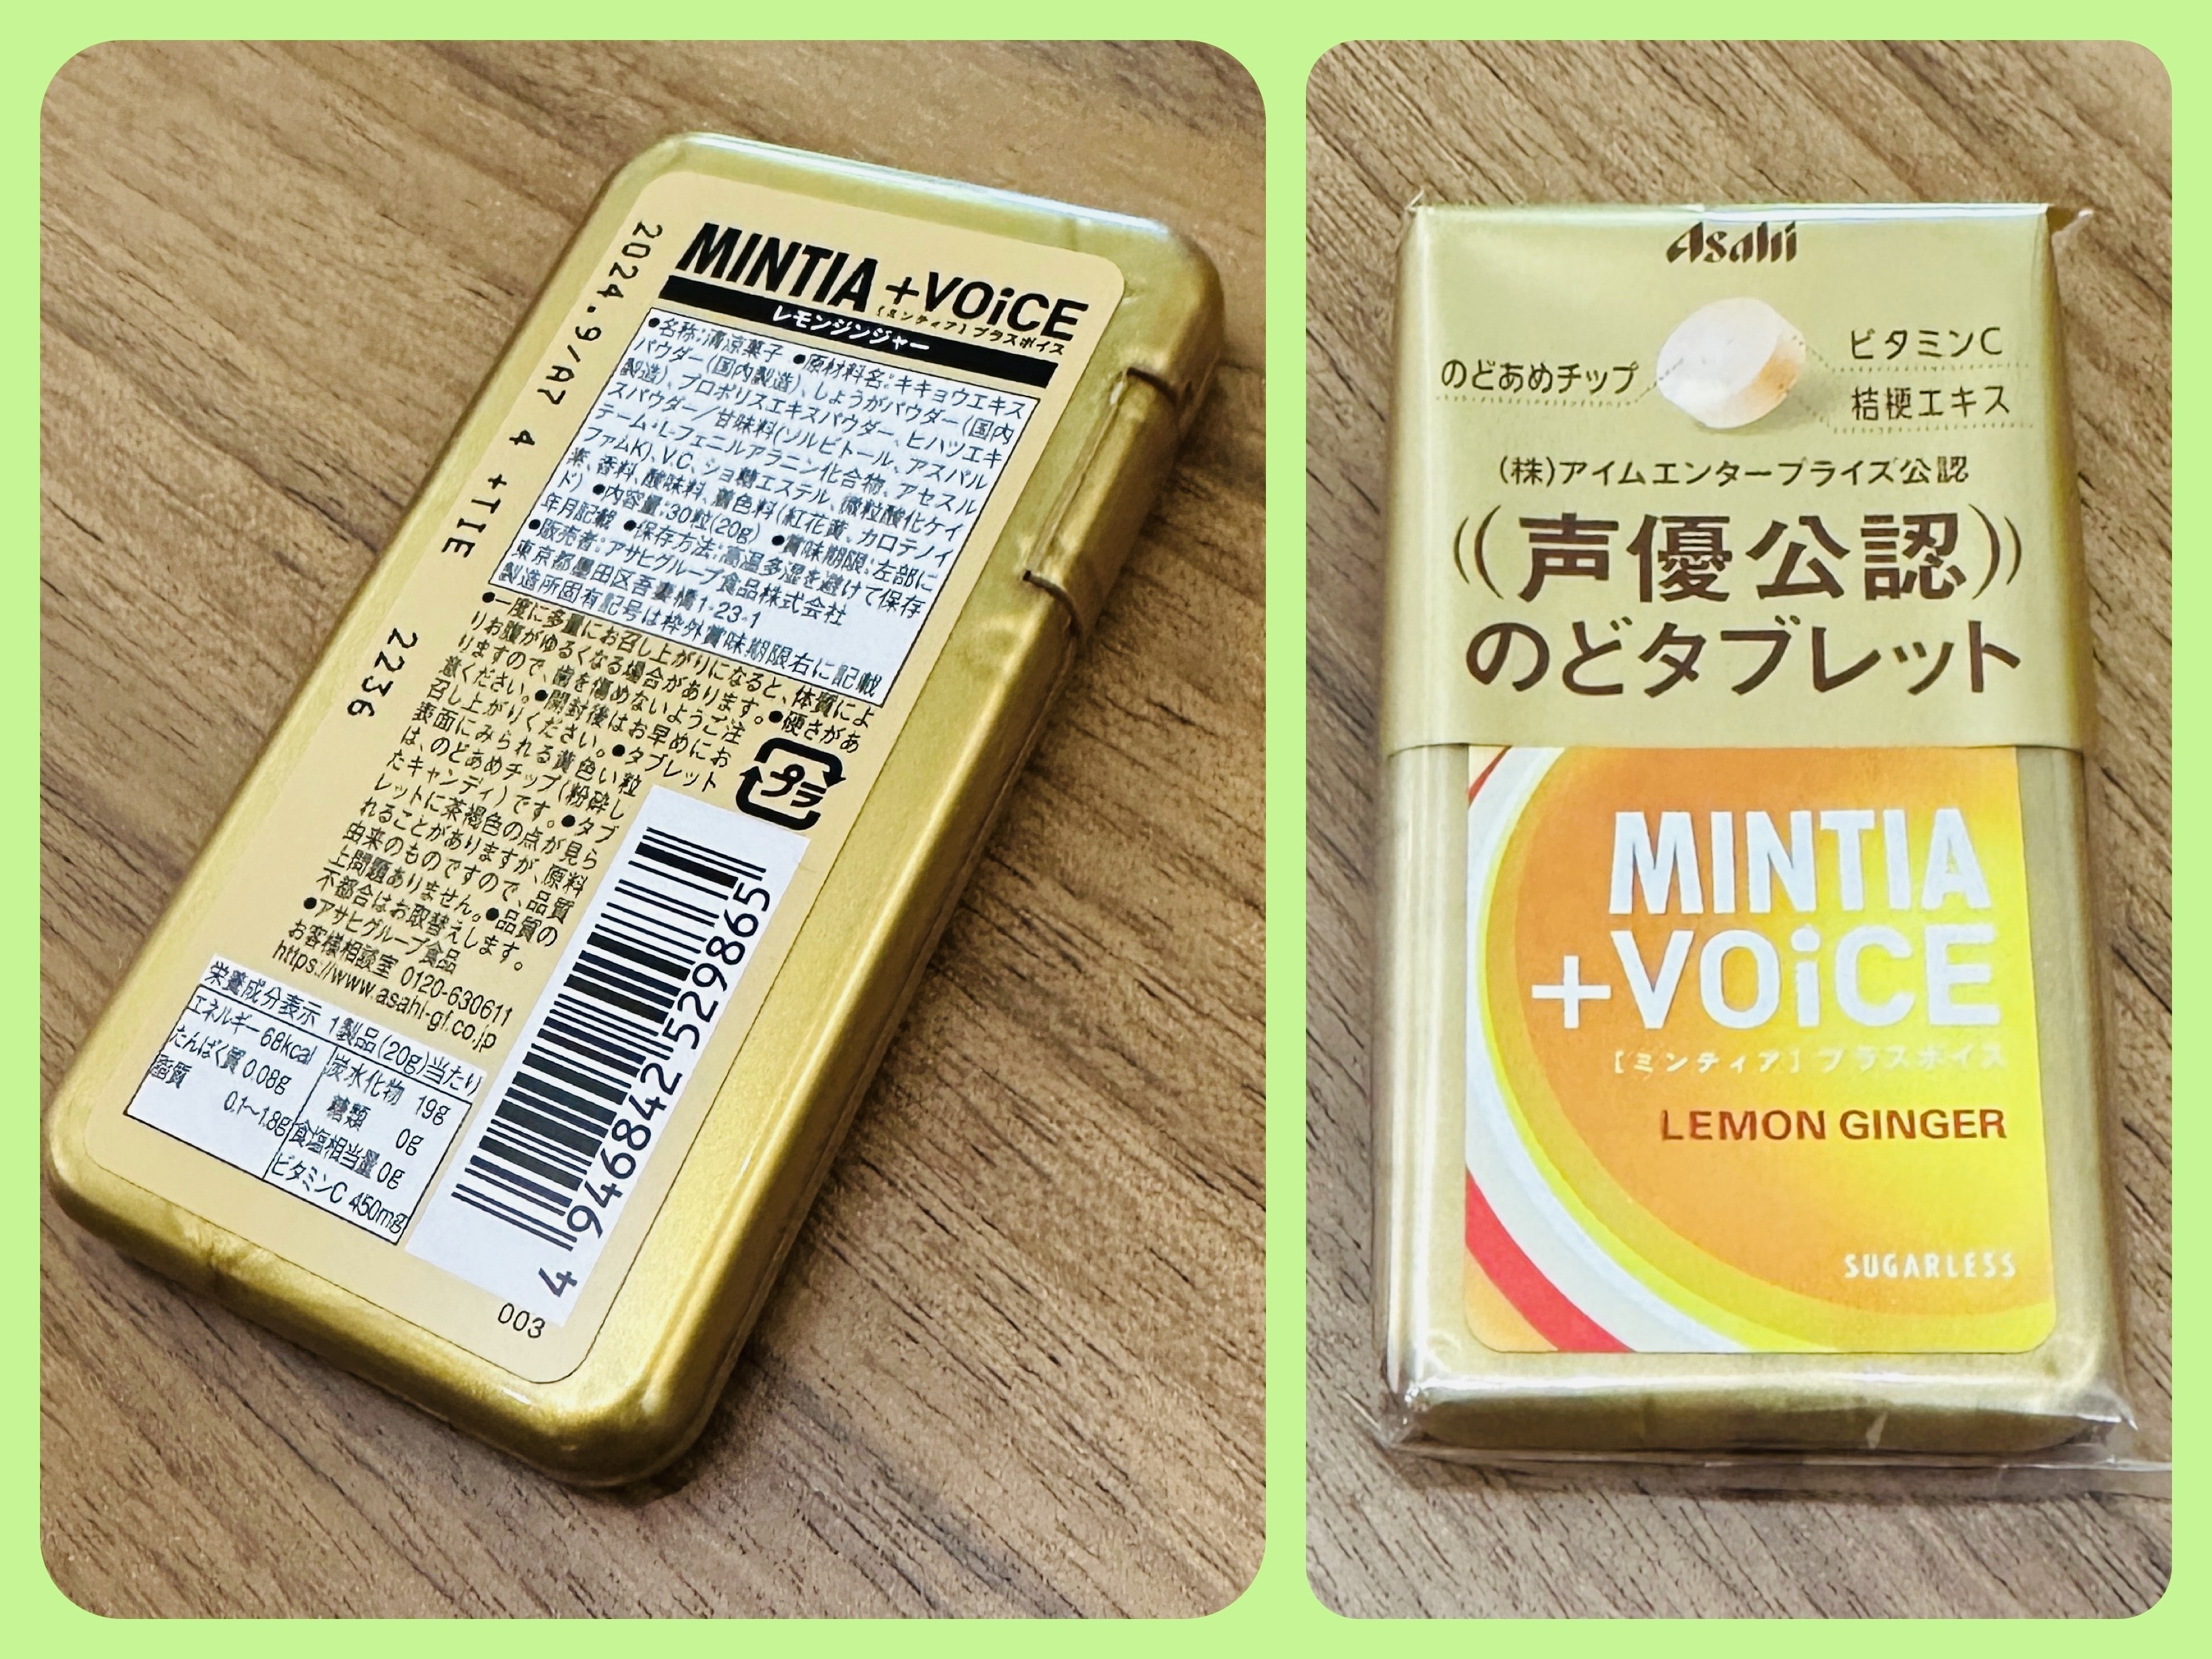 MINTIA +VOiCE
[ミンティア] プラスボイス
レモンジンジャー
●名称:清涼菓子 ●原材料名:キキョウエキス
パウダー(国内製造)、しょうがパウダー(国内
製造)、プロポリスエキスパウダー、ヒハツエキ
スパウダー/甘味料(ソルビトール、アスパル
テーム・L-フェニルアラニン化合物、アセスル
ファムK)、V.C、ショ糖エステル、微粒酸化ケイ
素、香料、酸味料、着色料(紅花黄、カロテノイ
ド) ●内容量:30粒(20g) ●賞味期限:左部に
年月記載 ●保存方法:高温多湿を避けて保存
●販売者:アサヒグループ食品株式会社
東京都墨田区吾妻橋1-23-1
製造所固有記号は枠外賞味期限右に記載
●一度に多量にお召し上がりになると、体質によ
りお腹がゆるくなる場合があります。●硬さがあ
りますので、歯を傷めないようご注
意ください。●開封後はお早めにお
召し上がりください。●タブレット
表面にみられる黄色い粒
は、のどあめチップ(粉砕し
たキャンディ)です。●タブ
レットに茶褐色の点が見ら
れることがありますが、原料
由来のものですので、品質
上問題ありません。●品質の
不都合はお取替えします。
●アサヒグループ食品
お客様相談室 0120-630611
https://www.asahi-gf.co.jp
プラ
栄養成分表示 1製品(20g)当たり
エネルギー 68kcal
たんぱく質 0.08g
脂質
0.1～1.8g
炭水化物 19g
糖類 0g
食塩相当量 0g
ビタミンC 450mg
4 946842 529865
003
2024.9/A7 4 +TIE
2236
Asahi
のどあめチップ
ビタミンC
桔梗エキス
(株)アイムエンタープライズ公認
((声優公認))
のどタブレット
MINTIA
+VOiCE
[ミンティア] プラスボイス
LEMON GINGER
SUGARLESS